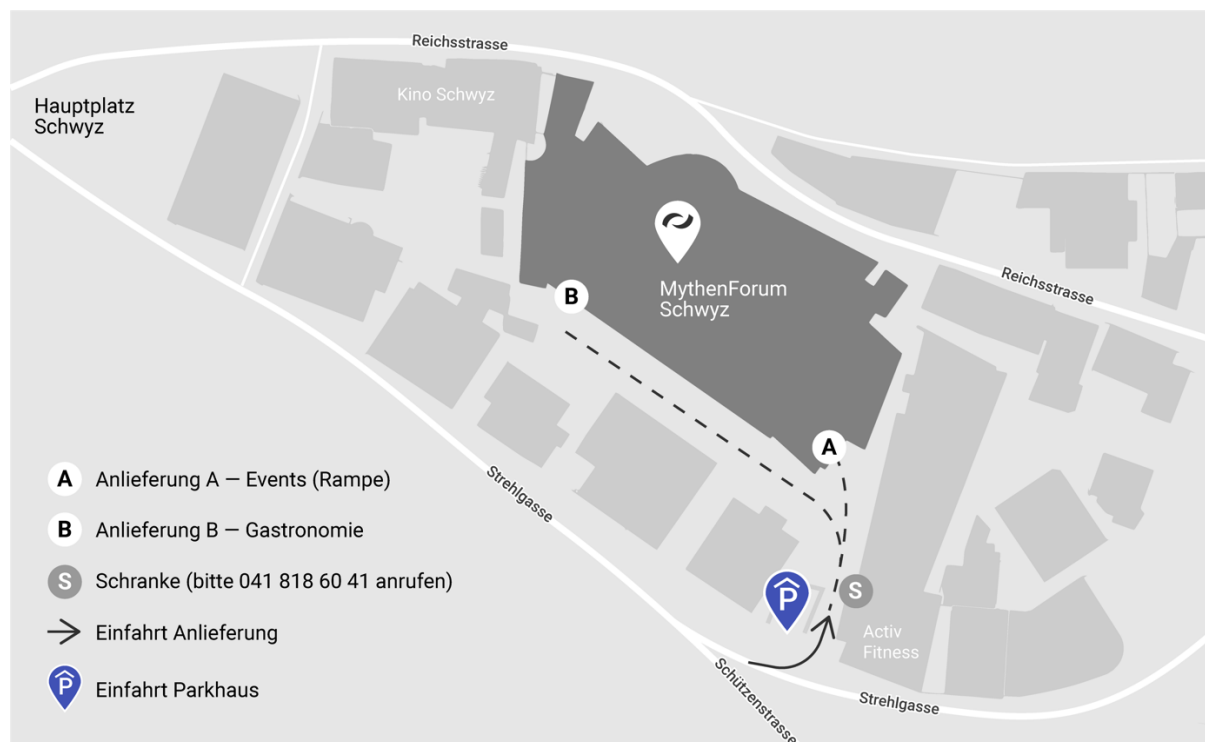 Reichsstrasse
Kino Schwyz
Hauptplatz
Schwyz
MythenForum
Schwyz
Reichsstrasse
B
A
Strehlgasse
A Anlieferung A — Events (Rampe)
B Anlieferung B — Gastronomie
S Schranke (bitte 041 818 60 41 anrufen)
Einfahrt Anlieferung
P Einfahrt Parkhaus
P
S
Activ
Fitness
Schützenstrasse
Strehlgasse